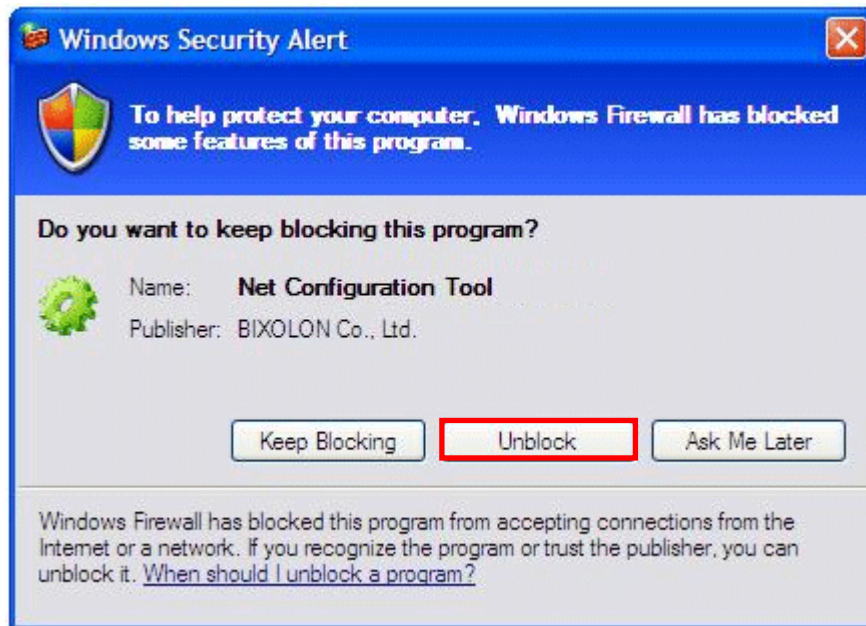 Windows Security Alert
To help protect your computer, Windows Firewall has blocked
some features of this program.
Do you want to keep blocking this program?
Name: Net Configuration Tool
Publisher: BIXOLON Co., Ltd.
Keep Blocking Unblock Ask Me Later
Windows Firewall has blocked this program from accepting connections from the
Internet or a network. If you recognize the program or trust the publisher, you can
unblock it. When should I unblock a program?